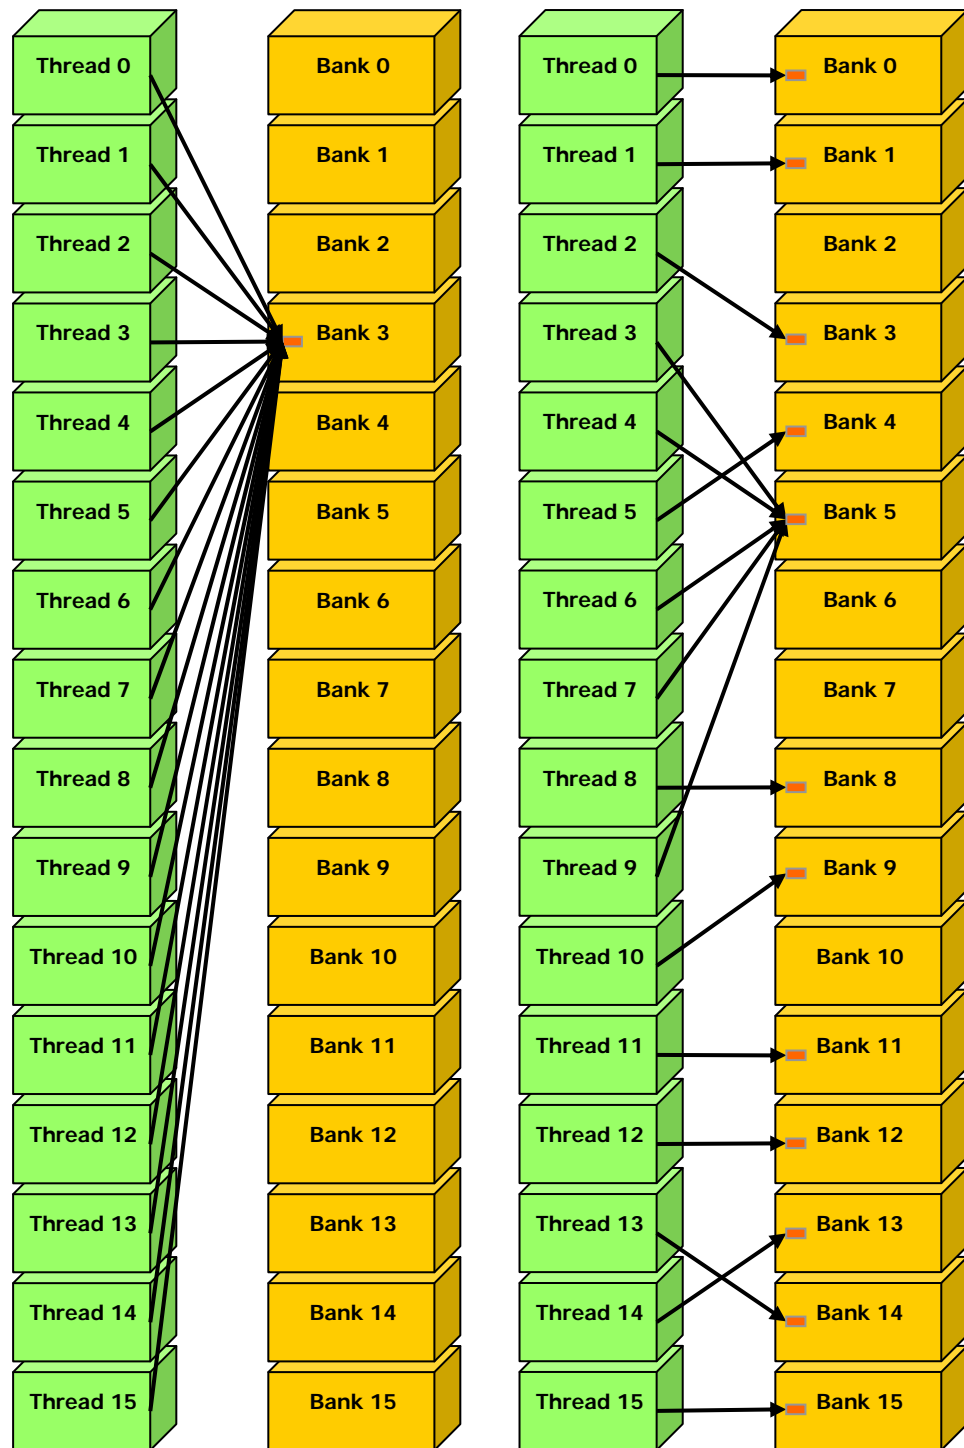 Thread 0 Bank 0 Thread 0 Bank 0
Thread 1 Bank 1 Thread 1 Bank 1
Thread 2 Bank 2 Thread 2 Bank 2
Thread 3 Bank 3 Thread 3 Bank 3
Thread 4 Bank 4 Thread 4 Bank 4
Thread 5 Bank 5 Thread 5 Bank 5
Thread 6 Bank 6 Thread 6 Bank 6
Thread 7 Bank 7 Thread 7 Bank 7
Thread 8 Bank 8 Thread 8 Bank 8
Thread 9 Bank 9 Thread 9 Bank 9
Thread 10 Bank 10 Thread 10 Bank 10
Thread 11 Bank 11 Thread 11 Bank 11
Thread 12 Bank 12 Thread 12 Bank 12
Thread 13 Bank 13 Thread 13 Bank 13
Thread 14 Bank 14 Thread 14 Bank 14
Thread 15 Bank 15 Thread 15 Bank 15